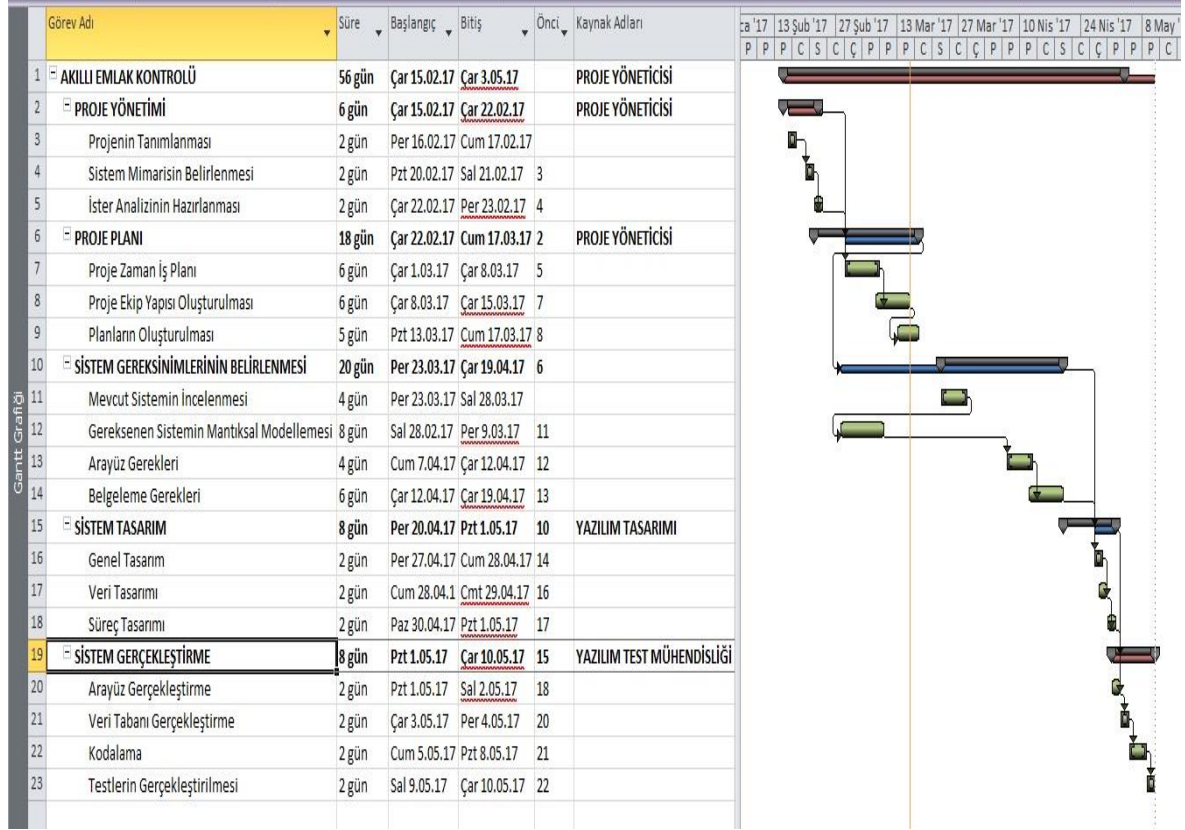 Görev Adı Süre Başlangıç Bitiş Önci Kaynak Adları
ca '17 13 Şub '17 27 Şub '17 13 Mar '17 27 Mar '17 10 Nis '17 24 Nis '17 8 May '
P P P C S C Ç P P P C S C Ç P P P C S C Ç P P C
1 AKILLI EMLAK KONTROLÜ 56 gün Çar 15.02.17 Çar 3.05.17 PROJE YÖNETİCİSİ
2 PROJE YÖNETİMİ 6 gün Çar 15.02.17 Çar 22.02.17 PROJE YÖNETİCİSİ
3 Projenin Tanımlanması 2 gün Per 16.02.17 Cum 17.02.17
4 Sistem Mimarisin Belirlenmesi 2 gün Pzt 20.02.17 Sal 21.02.17 3
5 İster Analizinin Hazırlanması 2 gün Çar 22.02.17 Per 23.02.17 4
6 PROJE PLANI 18 gün Çar 22.02.17 Cum 17.03.17 2 PROJE YÖNETİCİSİ
7 Proje Zaman İş Planı 6 gün Çar 1.03.17 Çar 8.03.17 5
8 Proje Ekip Yapısı Oluşturulması 6 gün Çar 8.03.17 Çar 15.03.17 7
9 Planların Oluşturulması 5 gün Pzt 13.03.17 Cum 17.03.17 8
10 SİSTEM GEREKSİNİMLERİNİN BELİRLENMESİ 20 gün Per 23.03.17 Çar 19.04.17 6
11 Mevcut Sistemin İncelenmesi 4 gün Per 23.03.17 Sal 28.03.17
12 Gereksenen Sistemin Mantıksal Modellemesi 8 gün Sal 28.02.17 Per 9.03.17 11
13 Arayüz Gerekleri 4 gün Cum 7.04.17 Çar 12.04.17 12
14 Belgeleme Gerekleri 6 gün Çar 12.04.17 Çar 19.04.17 13
15 SİSTEM TASARIM 8 gün Per 20.04.17 Pzt 1.05.17 10 YAZILIM TASARIMI
16 Genel Tasarım 2 gün Per 27.04.17 Cum 28.04.17 14
17 Veri Tasarımı 2 gün Cum 28.04.1 Cmt 29.04.17 16
18 Süreç Tasarımı 2 gün Paz 30.04.17 Pzt 1.05.17 17
19 SİSTEM GERÇEKLEŞTİRME 8 gün Pzt 1.05.17 Çar 10.05.17 15 YAZILIM TEST MÜHENDİSLİĞİ
20 Arayüz Gerçekleştirme 2 gün Pzt 1.05.17 Sal 2.05.17 18
21 Veri Tabanı Gerçekleştirme 2 gün Çar 3.05.17 Per 4.05.17 20
22 Kodalama 2 gün Cum 5.05.17 Pzt 8.05.17 21
23 Testlerin Gerçekleştirilmesi 2 gün Sal 9.05.17 Çar 10.05.17 22
Gantt Grafiği